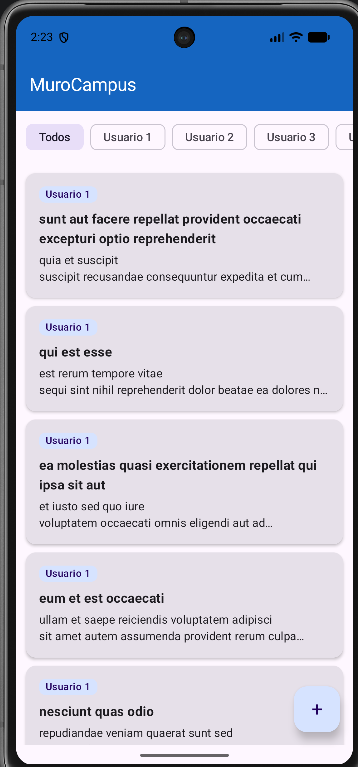 2:23
MuroCampus
Todos
Usuario 1
Usuario 2
Usuario 3
U
Usuario 1
sunt aut facere repellat provident occaecati
excepturi optio reprehenderit
quia et suscipit
suscipit recusandae consequuntur expedita et cum...
Usuario 1
qui est esse
est rerum tempore vitae
sequi sint nihil reprehenderit dolor beatae ea dolores n...
Usuario 1
ea molestias quasi exercitationem repellat qui
ipsa sit aut
et iusto sed quo iure
voluptatem occaecati omnis eligendi aut ad...
Usuario 1
eum et est occaecati
ullam et saepe reiciendis voluptatem adipisci
sit amet autem assumenda provident rerum culpa...
Usuario 1
nesciunt quas odio
repudiandae veniam quaerat sunt sed
+